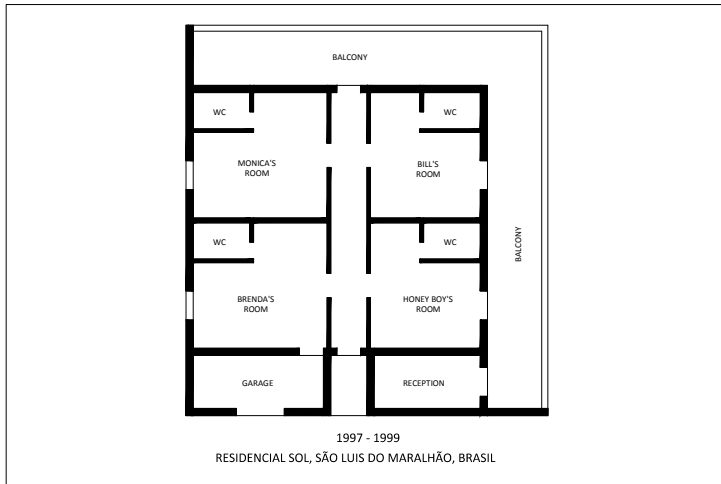 BALCONY
WC
WC
MONICA'S
ROOM
BILL'S
ROOM
WC
WC
BALCONY
BRENDA'S
ROOM
HONEY BOY'S
ROOM
GARAGE
RECEPTION
1997 - 1999
RESIDENCIAL SOL, SÃO LUIS DO MARALHÃO, BRASIL